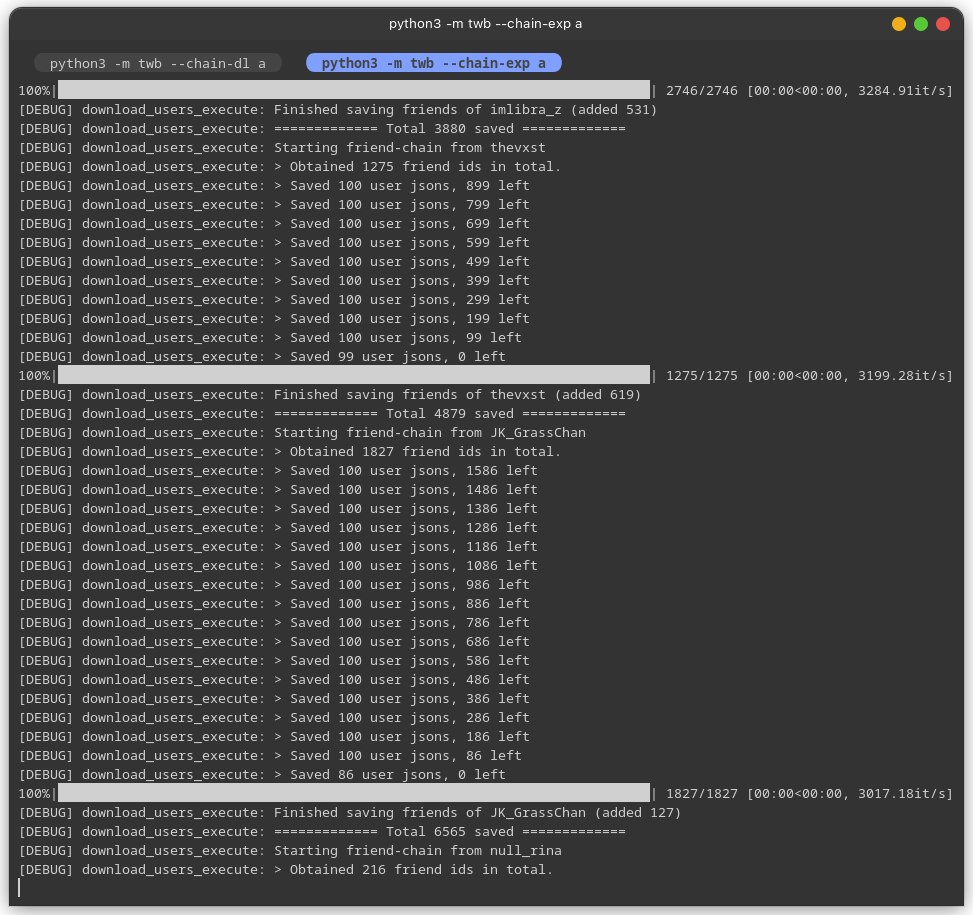 python3 -m twb --chain-exp a
python3 -m twb --chain-dl a
python3 -m twb --chain-exp a
100%| | 2746/2746 [00:00<00:00, 3284.91it/s]
[DEBUG] download_users_execute: Finished saving friends of imlibra_z (added 531)
[DEBUG] download_users_execute: ============= Total 3880 saved =============
[DEBUG] download_users_execute: Starting friend-chain from thevxst
[DEBUG] download_users_execute: > Obtained 1275 friend ids in total.
[DEBUG] download_users_execute: > Saved 100 user jsons, 899 left
[DEBUG] download_users_execute: > Saved 100 user jsons, 799 left
[DEBUG] download_users_execute: > Saved 100 user jsons, 699 left
[DEBUG] download_users_execute: > Saved 100 user jsons, 599 left
[DEBUG] download_users_execute: > Saved 100 user jsons, 499 left
[DEBUG] download_users_execute: > Saved 100 user jsons, 399 left
[DEBUG] download_users_execute: > Saved 100 user jsons, 299 left
[DEBUG] download_users_execute: > Saved 100 user jsons, 199 left
[DEBUG] download_users_execute: > Saved 100 user jsons, 99 left
[DEBUG] download_users_execute: > Saved 99 user jsons, 0 left
100%| | 1275/1275 [00:00<00:00, 3199.28it/s]
[DEBUG] download_users_execute: Finished saving friends of thevxst (added 619)
[DEBUG] download_users_execute: ============= Total 4879 saved =============
[DEBUG] download_users_execute: Starting friend-chain from JK_GrassChan
[DEBUG] download_users_execute: > Obtained 1827 friend ids in total.
[DEBUG] download_users_execute: > Saved 100 user jsons, 1586 left
[DEBUG] download_users_execute: > Saved 100 user jsons, 1486 left
[DEBUG] download_users_execute: > Saved 100 user jsons, 1386 left
[DEBUG] download_users_execute: > Saved 100 user jsons, 1286 left
[DEBUG] download_users_execute: > Saved 100 user jsons, 1186 left
[DEBUG] download_users_execute: > Saved 100 user jsons, 1086 left
[DEBUG] download_users_execute: > Saved 100 user jsons, 986 left
[DEBUG] download_users_execute: > Saved 100 user jsons, 886 left
[DEBUG] download_users_execute: > Saved 100 user jsons, 786 left
[DEBUG] download_users_execute: > Saved 100 user jsons, 686 left
[DEBUG] download_users_execute: > Saved 100 user jsons, 586 left
[DEBUG] download_users_execute: > Saved 100 user jsons, 486 left
[DEBUG] download_users_execute: > Saved 100 user jsons, 386 left
[DEBUG] download_users_execute: > Saved 100 user jsons, 286 left
[DEBUG] download_users_execute: > Saved 100 user jsons, 186 left
[DEBUG] download_users_execute: > Saved 100 user jsons, 86 left
[DEBUG] download_users_execute: > Saved 86 user jsons, 0 left
100%| | 1827/1827 [00:00<00:00, 3017.18it/s]
[DEBUG] download_users_execute: Finished saving friends of JK_GrassChan (added 127)
[DEBUG] download_users_execute: ============= Total 6565 saved =============
[DEBUG] download_users_execute: Starting friend-chain from null_rina
[DEBUG] download_users_execute: > Obtained 216 friend ids in total.